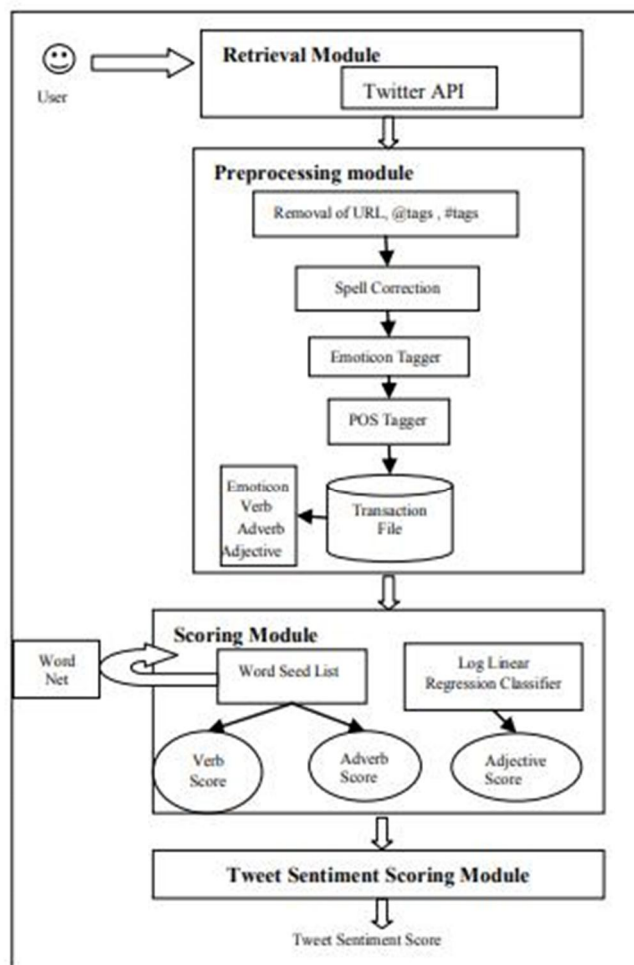 Retrieval Module
User
Twitter API
Preprocessing module
Removal of URL, @tags , #tags
Spell Correction
Emoticon Tagger
POS Tagger
Emoticon
Verb
Adverb
Adjective
Transaction
File
Scoring Module
Word
Net
Word Seed List
Log Linear
Regression Classifier
Verb
Score
Adverb
Score
Adjective
Score
Tweet Sentiment Scoring Module
Tweet Sentiment Score